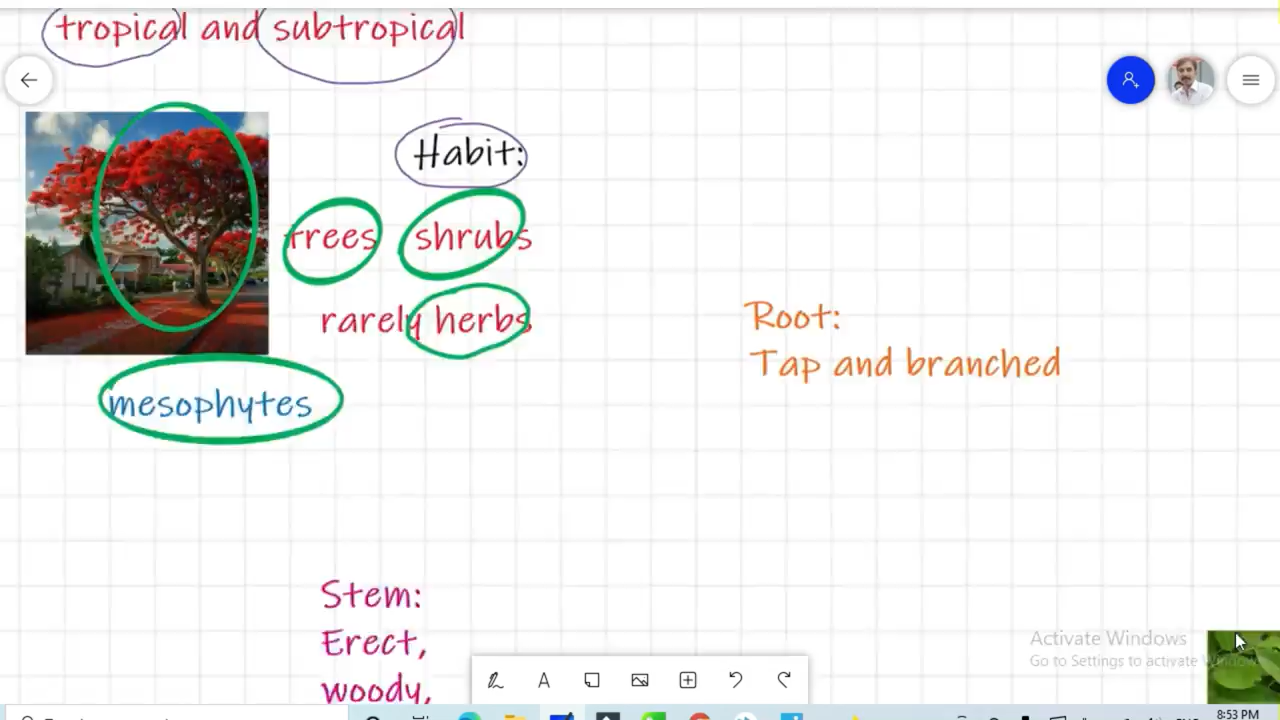 tropical and subtropical
Habit:
trees shrubs
rarely herbs
mesophytes
Root:
Tap and branched
Stem:
Erect,
woody,
Activate Windows
Go to Settings to activate Windows
8:53 PM